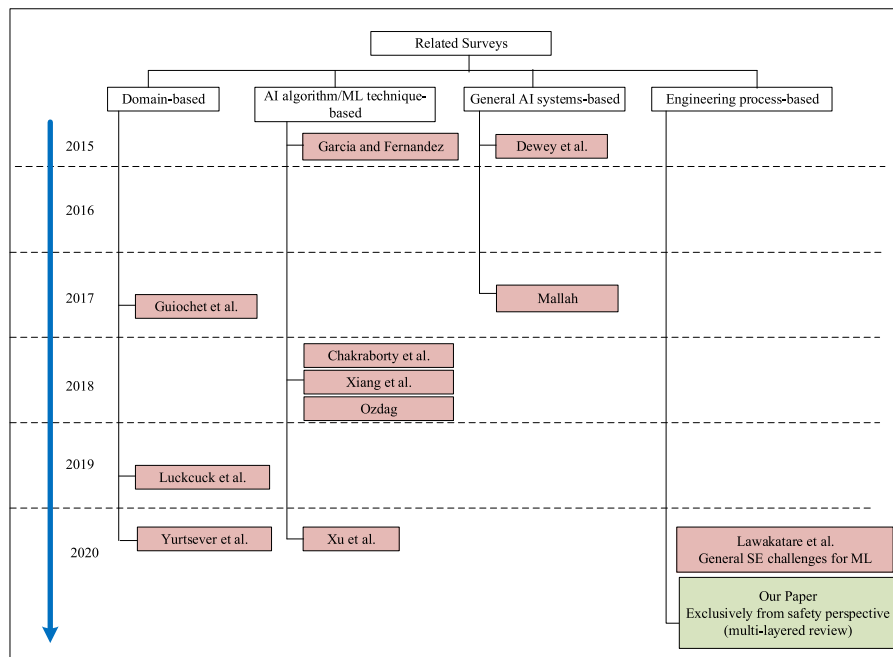 Related Surveys
Domain-based
AI algorithm/ML technique-
based
General AI systems-based
Engineering process-based
2015
Garcia and Fernandez
Dewey et al.
2016
2017
Guiochet et al.
Mallah
2018
Chakraborty et al.
Xiang et al.
Ozdag
2019
Luckcuck et al.
2020
Yurtsever et al.
Xu et al.
Lawakatare et al.
General SE challenges for ML
Our Paper
Exclusively from safety perspective
(multi-layered review)